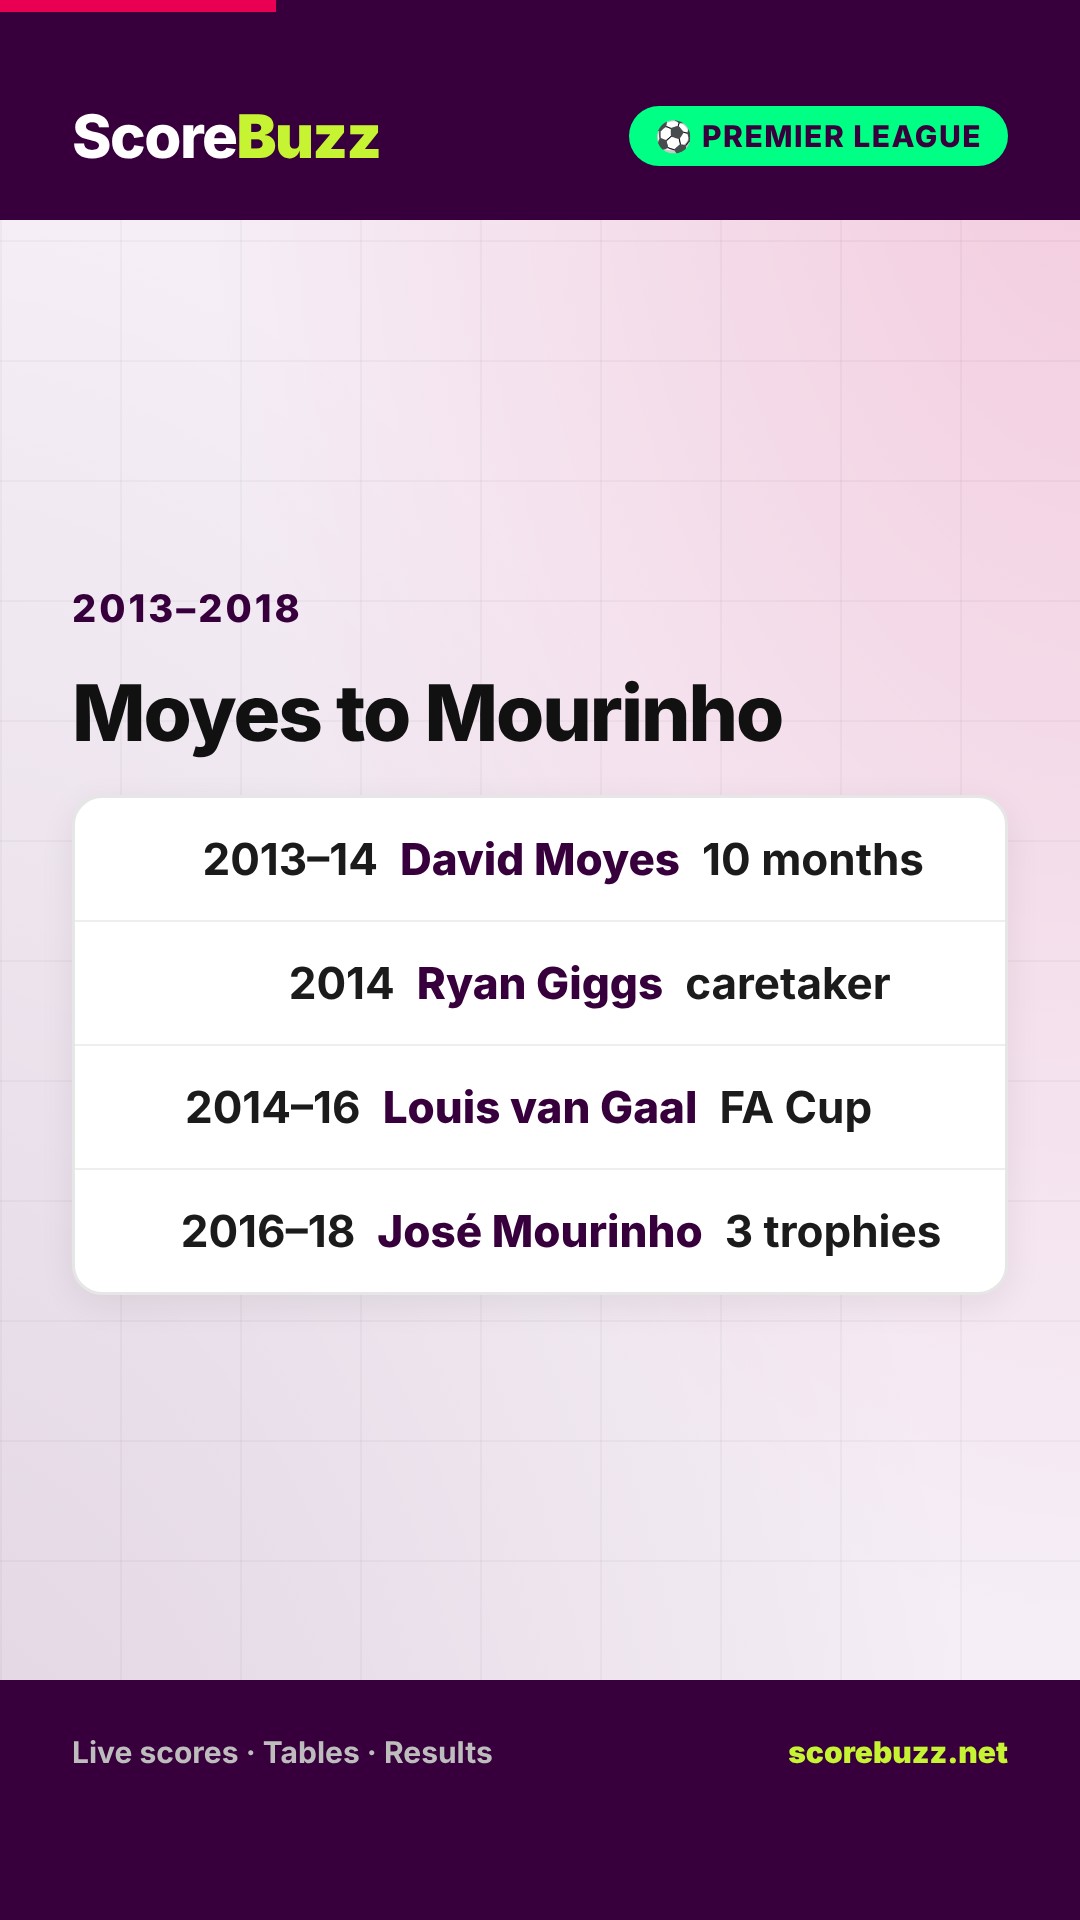 ScoreBuzz
⚽ PREMIER LEAGUE
2013–2018
Moyes to Mourinho
2013–14 David Moyes 10 months
2014 Ryan Giggs caretaker
2014–16 Louis van Gaal FA Cup
2016–18 José Mourinho 3 trophies
Live scores · Tables · Results
scorebuzz.net